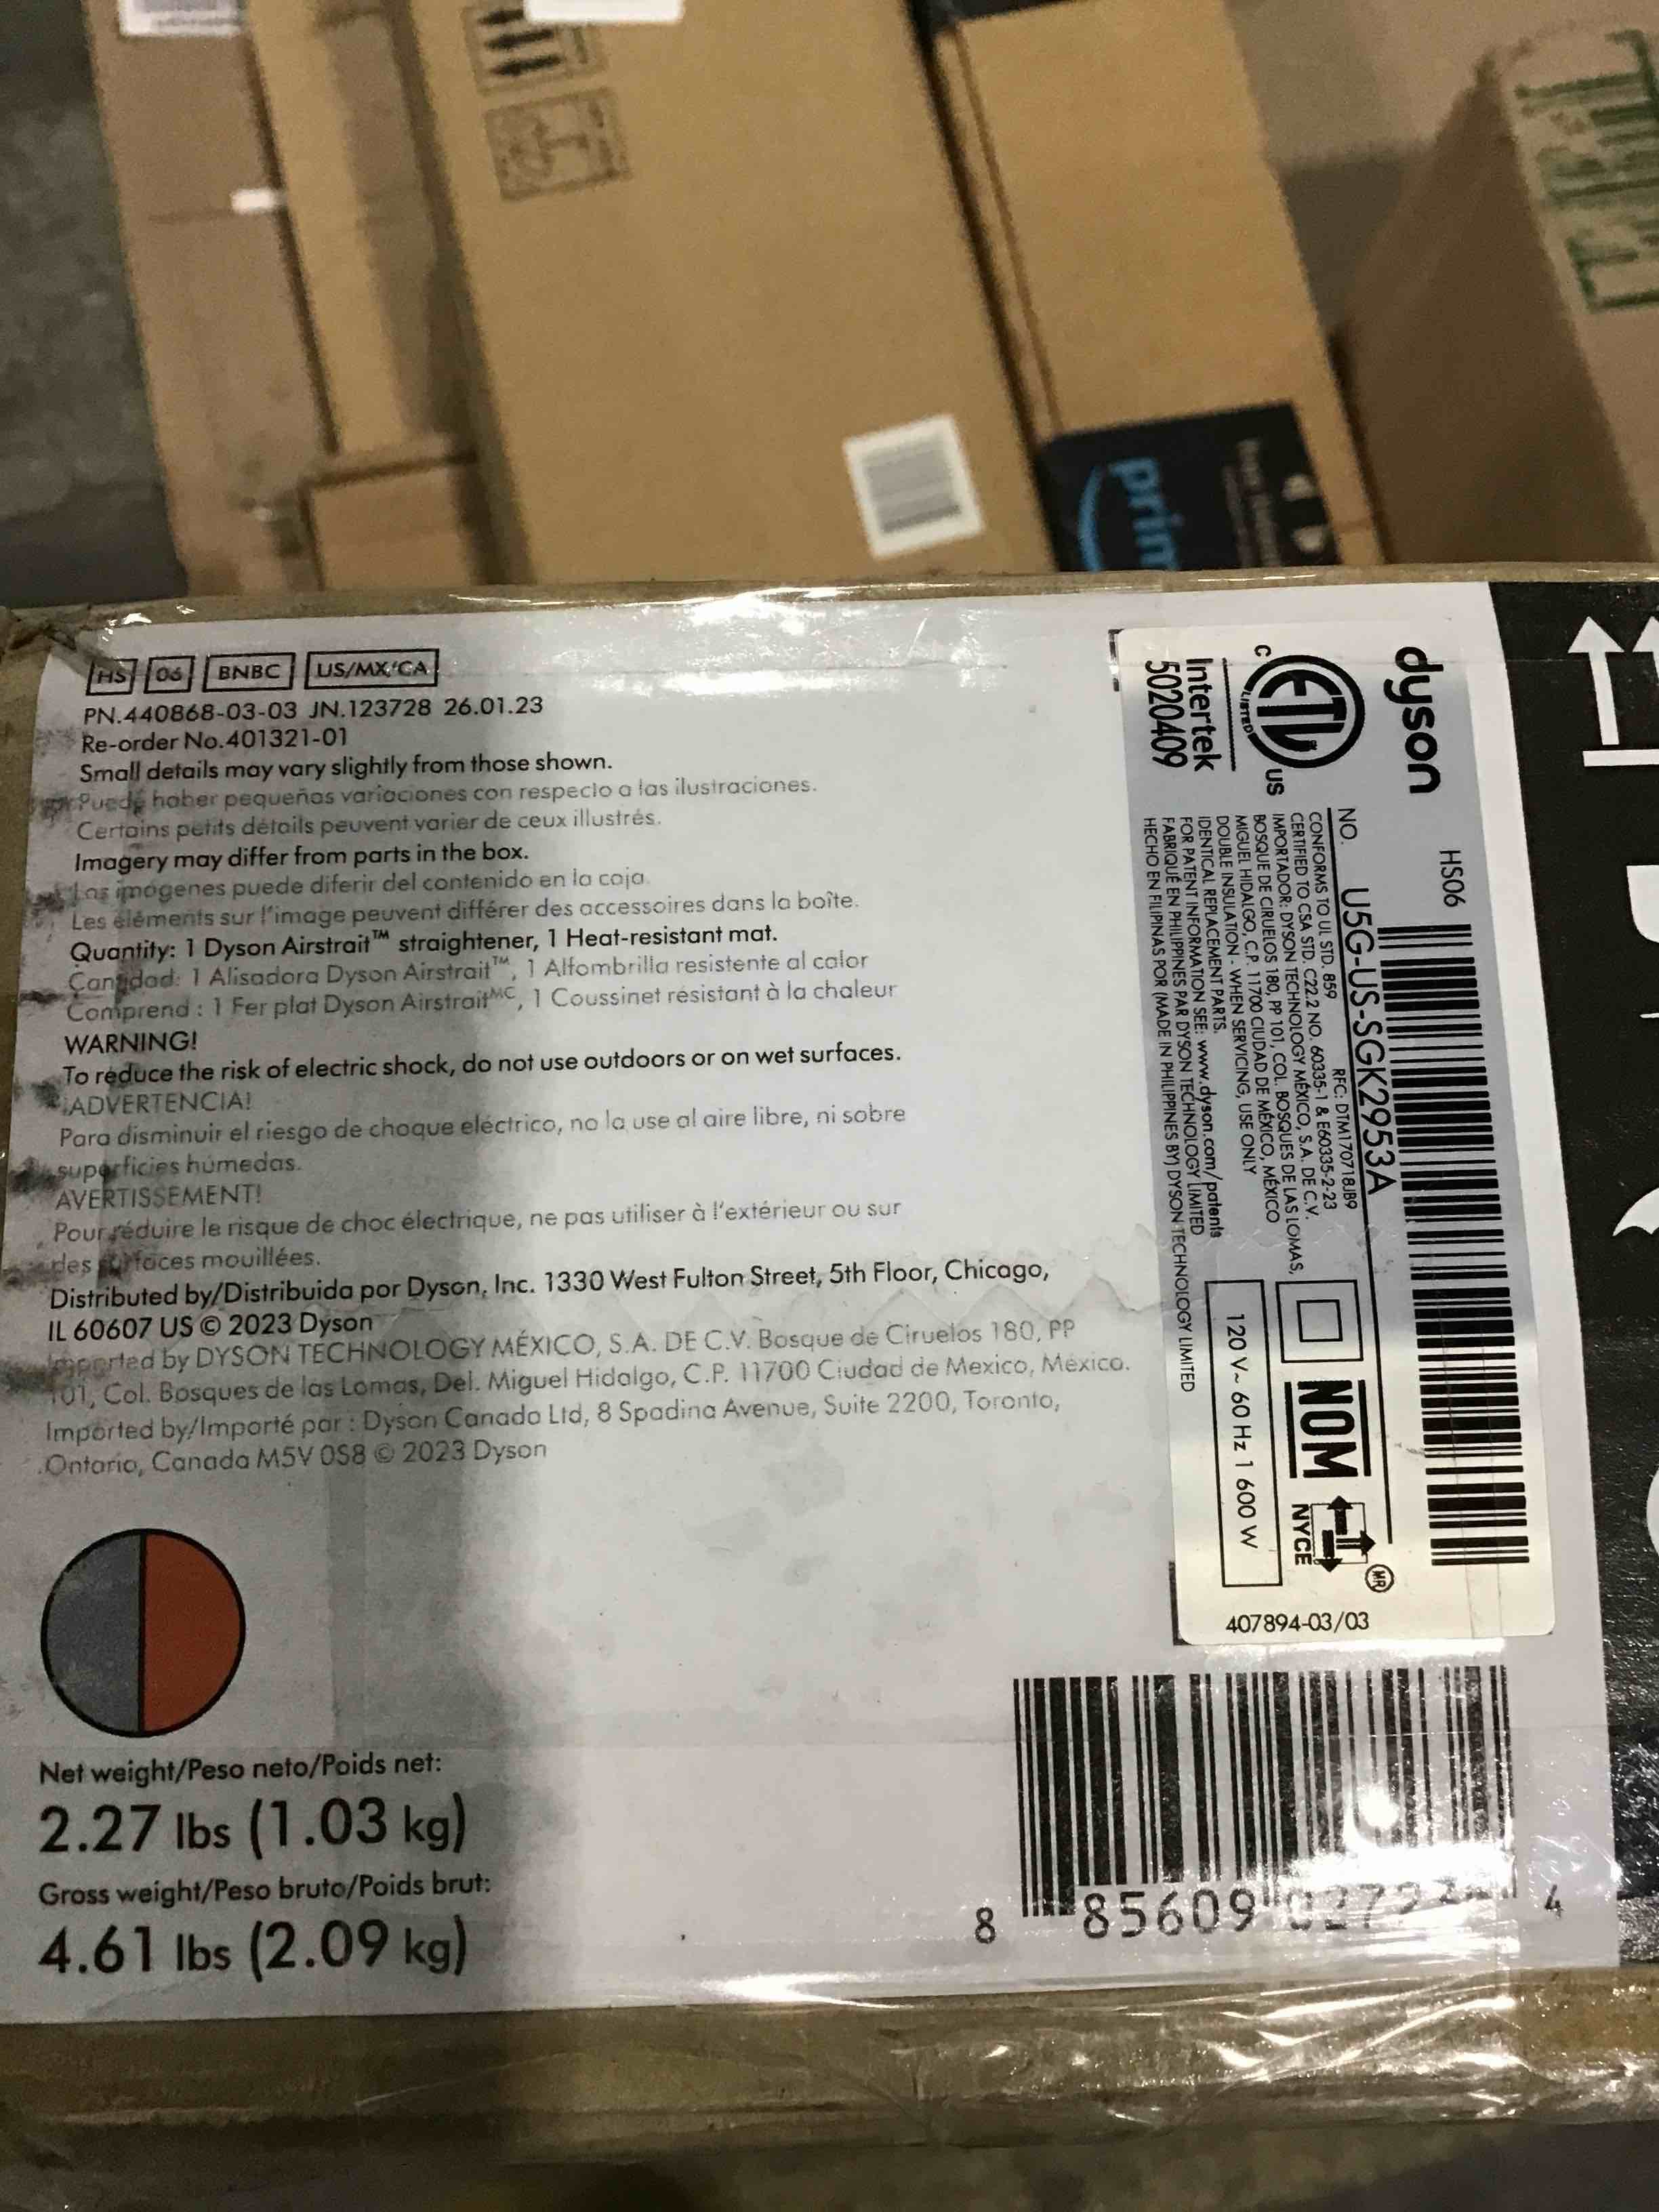 prim
HS 06 BNBC US/MX/CA
PN.440868-03-03 JN.123728 26.01.23
Re-order No.401321-01
Small details may vary slightly from those shown.
Puede haber pequeñas variaciones con respecto a las ilustraciones.
Certains petits détails peuvent varier de ceux illustrés.
Imagery may differ from parts in the box.
Las imágenes puede diferir del contenido en la caja.
Les éléments sur l'image peuvent différer des accessoires dans la boîte.
Quantity: 1 Dyson Airstrait™ straightener, 1 Heat-resistant mat.
Cantidad: 1 Alisadora Dyson Airstrait™, 1 Alfombrilla resistente al calor
Comprend : 1 Fer plat Dyson Airstrait MC, 1 Coussinet résistant à la chaleur
WARNING!
To reduce the risk of electric shock, do not use outdoors or on wet surfaces.
¡ADVERTENCIA!
Para disminuir el riesgo de choque eléctrico, no la use al aire libre, ni sobre
superficies húmedas.
AVERTISSEMENT!
Pour réduire le risque de choc électrique, ne pas utiliser à l'extérieur ou sur
des surfaces mouillées.
Distributed by/Distribuida por Dyson, Inc. 1330 West Fulton Street, 5th Floor, Chicago,
IL 60607 US © 2023 Dyson
Imported by DYSON TECHNOLOGY MÉXICO, S.A. DE C.V. Bosque de Ciruelos 180, PP
101, Col. Bosques de las Lomas, Del. Miguel Hidalgo, C.P. 11700 Ciudad de Mexico, México.
Imported by/Importé par : Dyson Canada Ltd, 8 Spadina Avenue, Suite 2200, Toronto,
Ontario, Canada M5V 0S8 © 2023 Dyson
Net weight/Peso neto/Poids net:
2.27 lbs (1.03 kg)
Gross weight/Peso bruto/Poids brut:
4.61 lbs (2.09 kg)
dyson
HS06
NO. U5G-US-SGK2953A
RFC: DTM170718JB9
CONFORMS TO UL STD. 859
CERTIFIED TO CSA STD. C22.2 NO. 60335-1 & E60335-2-23
IMPORTADOR: DYSON TECHNOLOGY MÉXICO, S.A. DE C.V.
BOSQUE DE CIRUELOS 180, PP 101, COL. BOSQUES DE LAS LOMAS,
MIGUEL HIDALGO, C.P. 11700 CIUDAD DE MÉXICO, MÉXICO
DOUBLE INSULATION - WHEN SERVICING, USE ONLY
IDENTICAL REPLACEMENT PARTS.
FOR PATENT INFORMATION SEE: www.dyson.com/patents
FABRIQUÉ EN PHILIPPINES PAR DYSON TECHNOLOGY LIMITED
HECHO EN FILIPINAS POR (MADE IN PHILIPPINES BY) DYSON TECHNOLOGY LIMITED
C ETL US
LISTED
Intertek
5020409
NOM
NYCE
MR
120 V~ 60 Hz 1 600 W
407894-03/03
8 85609 4